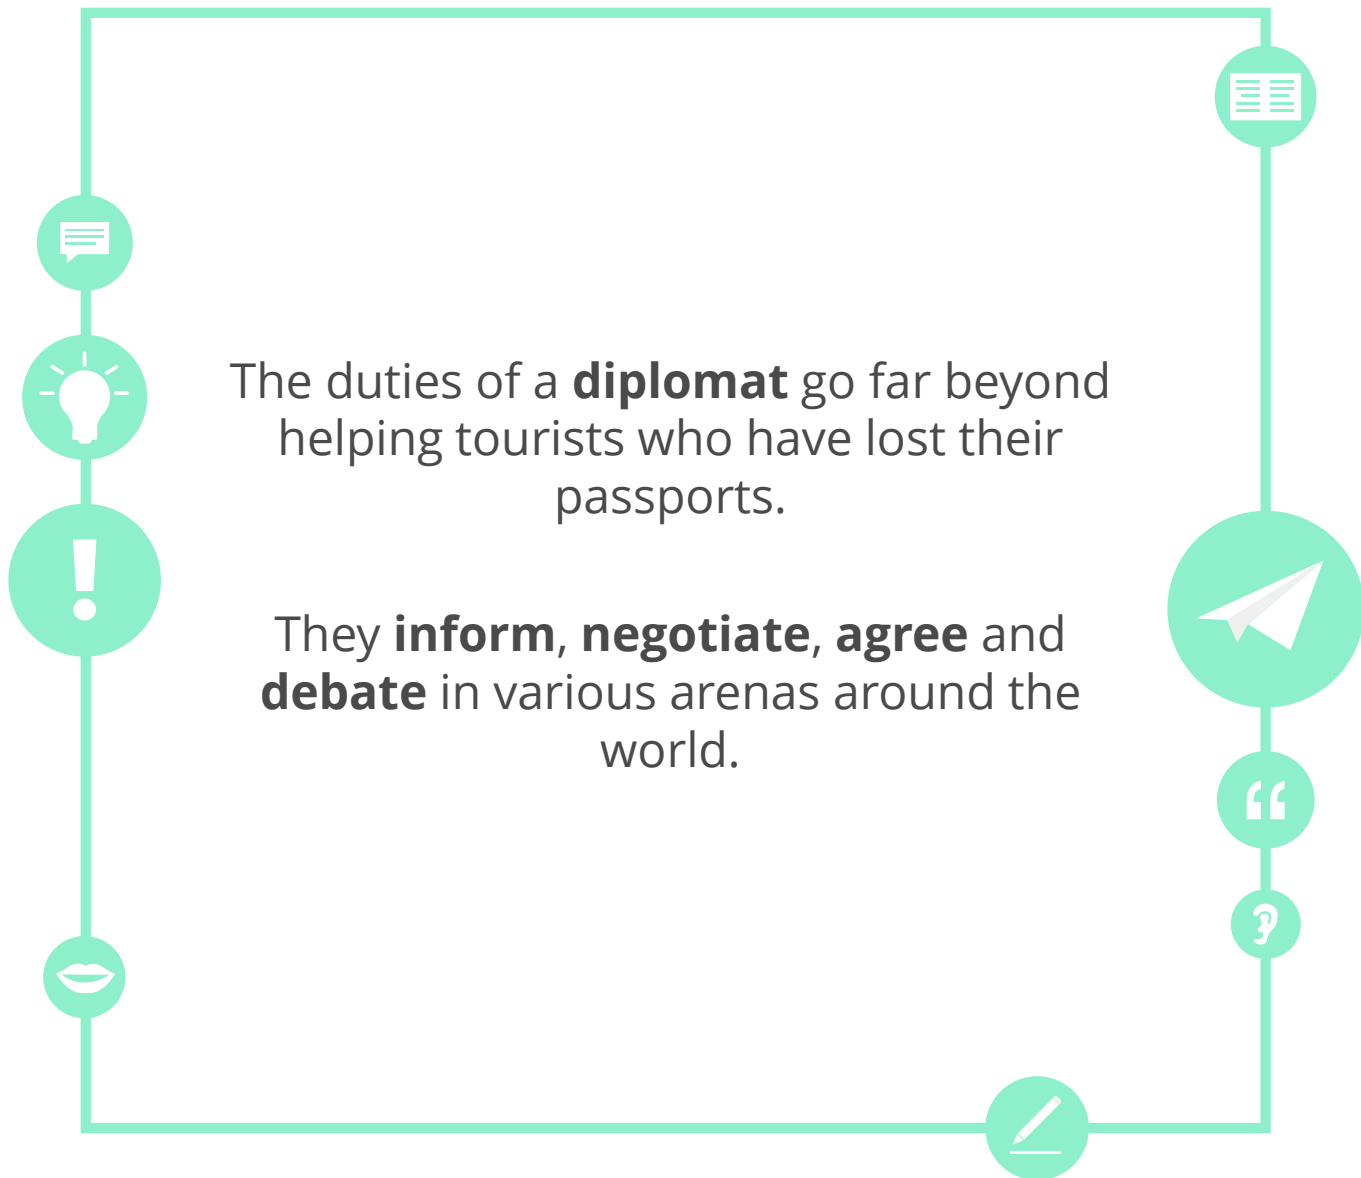 The duties of a diplomat go far beyond
helping tourists who have lost their
passports.
They inform, negotiate, agree and
debate in various arenas around the
world.